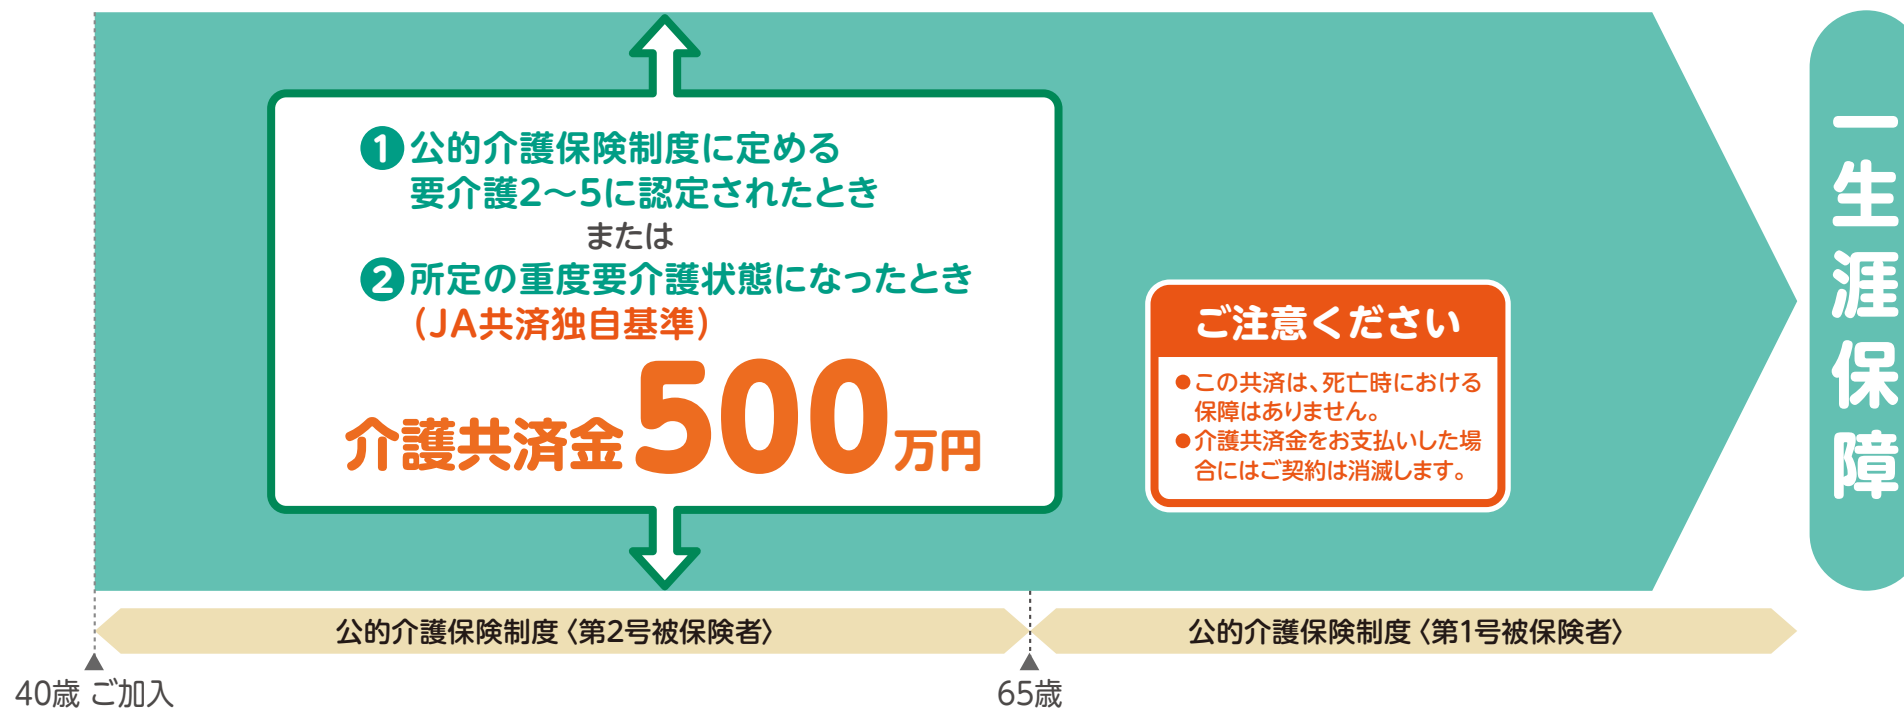 ❶公的介護保険制度に定める
要介護2〜5に認定されたとき
または
❷所定の重度要介護状態になったとき
(JA共済独自基準)
介護共済金500万円
ご注意ください
●この共済は、死亡時における
保障はありません。
●介護共済金をお支払いした場
合にはご契約は消滅します。
一生涯保障
公的介護保険制度〈第2号被保険者〉
公的介護保険制度〈第1号被保険者〉
40歳 ご加入
65歳